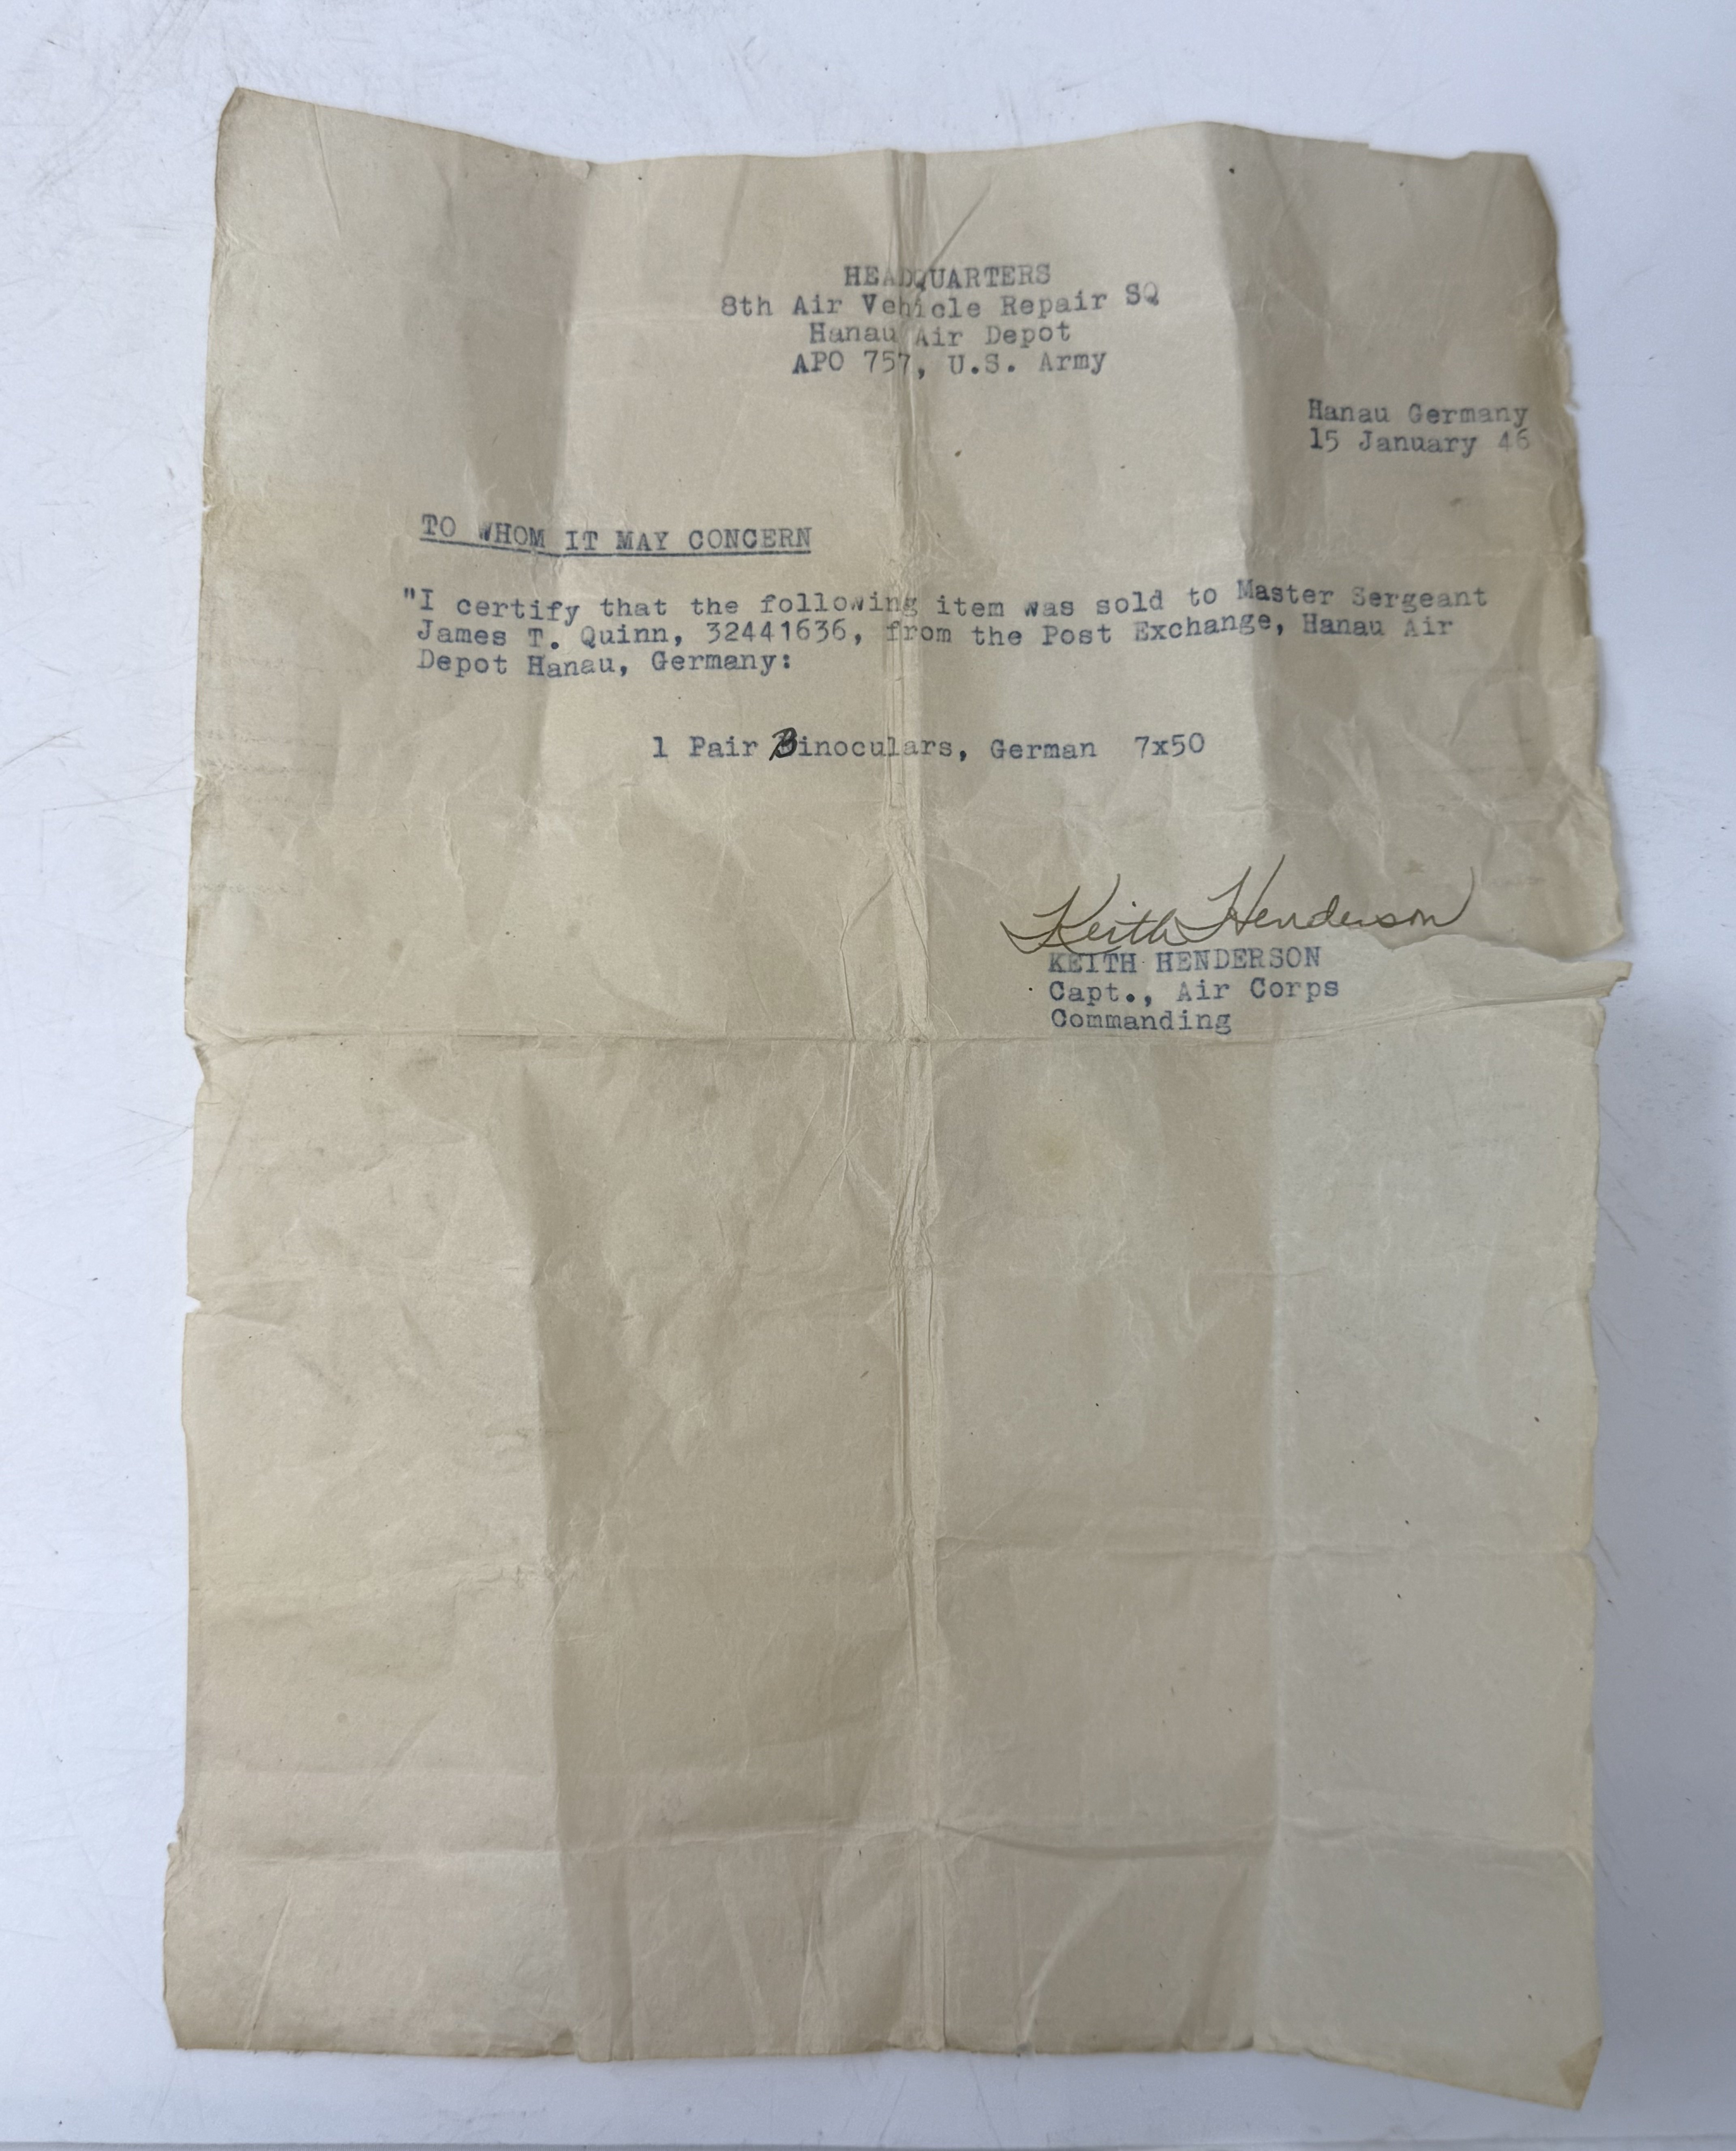 HEADQUARTERS
8th Air Vehicle Repair SQ
Hanau Air Depot
APO 757, U.S. Army
Hanau Germany
15 January 46
TO WHOM IT MAY CONCERN
"I certify that the following item was sold to Master Sergeant
James T. Quinn, 32441636, from the Post Exchange, Hanau Air
Depot Hanau, Germany:
1 Pair Binoculars, German 7x50
Keith Henderson
KEITH HENDERSON
Capt., Air Corps
Commanding